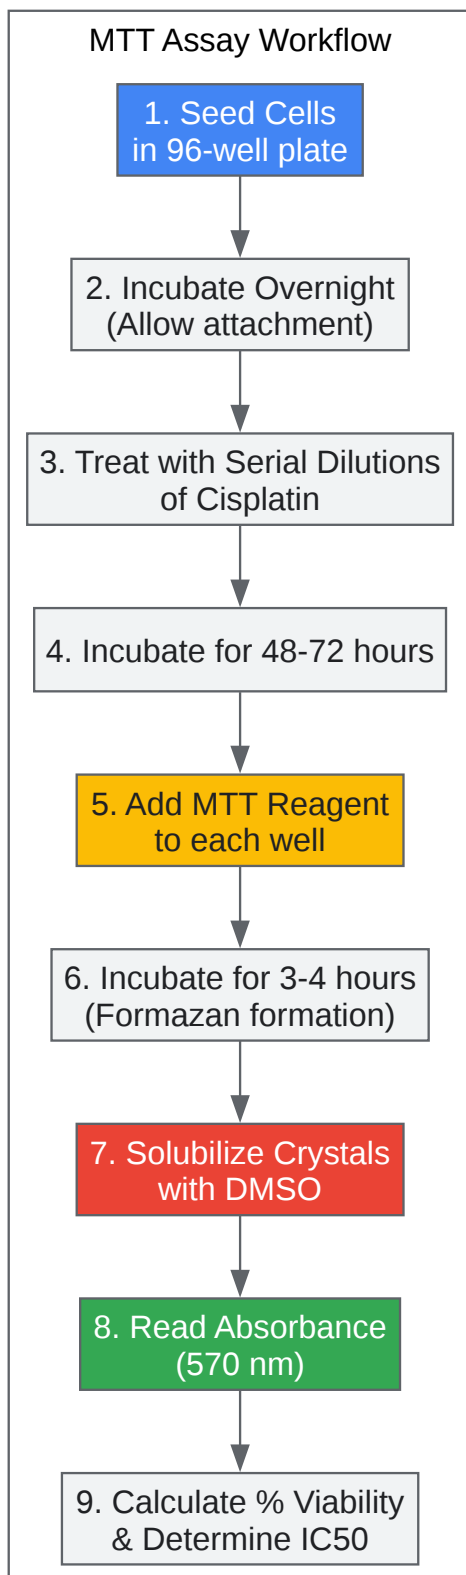 MTT Assay Workflow
1. Seed Cells
in 96-well plate
2. Incubate Overnight
(Allow attachment)
3. Treat with Serial Dilutions
of Cisplatin
4. Incubate for 48-72 hours
5. Add MTT Reagent
to each well
6. Incubate for 3-4 hours
(Formazan formation)
7. Solubilize Crystals
with DMSO
8. Read Absorbance
(570 nm)
9. Calculate % Viability
& Determine IC50